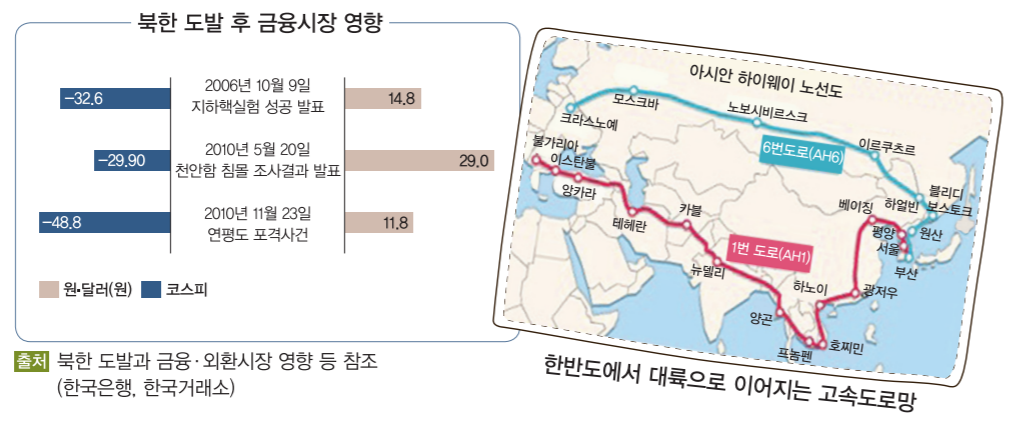 북한 도발 후 금융시장 영향
-32.6
2006년 10월 9일
지하핵실험 성공 발표
14.8
-29.90
2010년 5월 20일
천안함 침몰 조사결과 발표
29.0
-48.8
2010년 11월 23일
연평도 포격사건
11.8
원·달러(원) 코스피
출처 북한 도발과 금융·외환시장 영향 등 참조
(한국은행, 한국거래소)
아시안 하이웨이 노선도
모스크바
크라스노예
노보시비르스크
6번도로(AH6)
이르쿠츠르
불가리아
이스탄불
앙카라
테헤란
카불
1번 도로(AH1)
뉴델리
베이징
하얼빈
블리디
보스토크
평양
원산
서울
부산
하노이
광저우
양곤
프놈펜
호찌민
한반도에서 대륙으로 이어지는 고속도로망